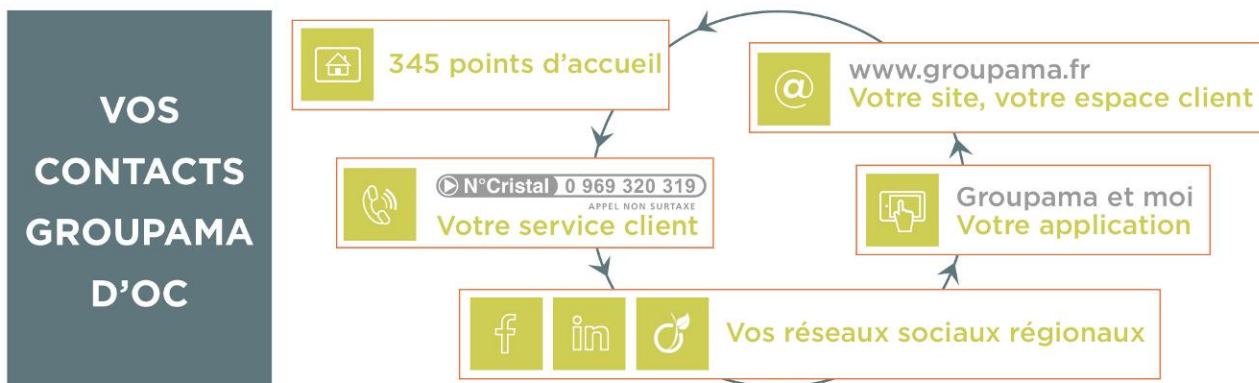 VOS
CONTACTS
GROUPAMA
D'OC
345 points d'accueil
N°Cristal 0 969 320 319
APPEL NON SURTAXE
Votre service client
f in
Vos réseaux sociaux régionaux
Groupama et moi
Votre application
@
www.groupama.fr
Votre site, votre espace client